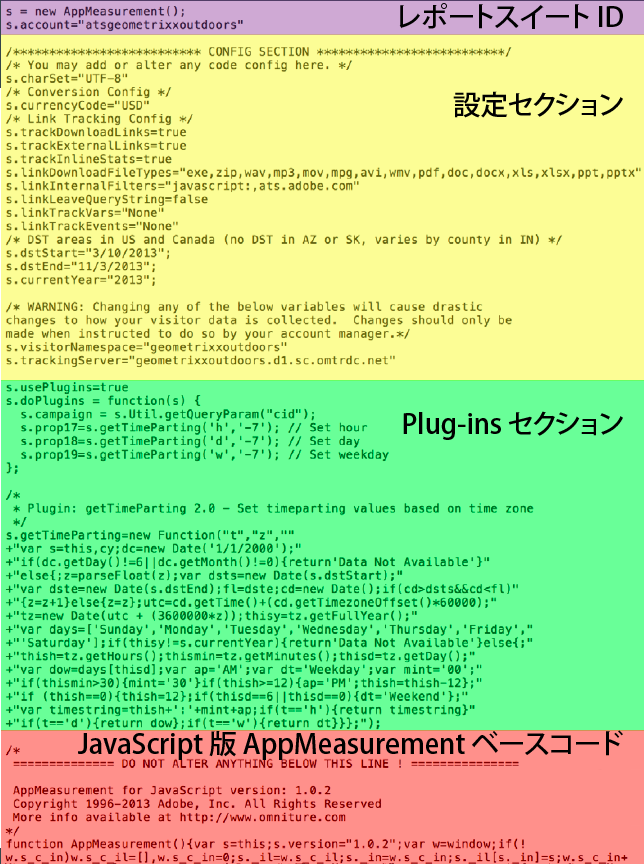 s = new AppMeasurement();
s.account="atsgeometrixxoutdoors"
レポートスイート ID
/************************** CONFIG SECTION **************************/
/* You may add or alter any code config here. */
s.charSet="UTF-8"
/* Conversion Config */
s.currencyCode="USD"
/* Link Tracking Config */
s.trackDownloadLinks=true
s.trackExternalLinks=true
s.trackInlineStats=true
s.linkDownloadFileTypes="exe,zip,wav,mp3,mov,mpg,avi,wmv,pdf,doc,docx,xls,xlsx,ppt,pptx"
s.linkInternalFilters="javascript:,ats.adobe.com"
s.linkLeaveQueryString=false
s.linkTrackVars="None"
s.linkTrackEvents="None"
/* DST areas in US and Canada (no DST in AZ or SK, varies by county in IN) */
s.dstStart="3/10/2013";
s.dstEnd="11/3/2013";
s.currentYear="2013";
設定セクション
/* WARNING: Changing any of the below variables will cause drastic
changes to how your visitor data is collected.  Changes should only be
made when instructed to do so by your account manager.*/
s.visitorNamespace="geometrixxoutdoors"
s.trackingServer="geometrixxoutdoors.d1.sc.omtrdc.net"
s.usePlugins=true
s.doPlugins = function(s) {
s.campaign = s.Util.getQueryParam("cid");
s.prop17=s.getTimeParting('h','-7'); // Set hour
s.prop18=s.getTimeParting('d','-7'); // Set day
s.prop19=s.getTimeParting('w','-7'); // Set weekday
};
Plug-ins セクション
/*
* Plugin: getTimeParting 2.0 - Set timeparting values based on time zone
*/
s.getTimeParting=new Function("t","z",""
+"var s=this,cy;dc=new Date('1/1/2000');"
+"if(dc.getDay()!=6||dc.getMonth()!=0){return'Data Not Available'}"
+"else{;z=parseFloat(z);var dsts=new Date(s.dstStart);"
+"var dste=new Date(s.dstEnd);fl=dste;cd=new Date();if(cd>dsts&&cd<fl)"
+"{z=z+1}else{z=z};utc=cd.getTime()+(cd.getTimezoneOffset()*60000);"
+"tz=new Date(utc + (3600000*z));thisy=tz.getFullYear();"
+"var days=['Sunday','Monday','Tuesday','Wednesday','Thursday','Friday',"
+"'Saturday'];if(thisy!=s.currentYear){return'Data Not Available'}else{;"
+"thish=tz.getHours();thismin=tz.getMinutes();thisd=tz.getDay();"
+"var dow=days[thisd];var ap='AM';var dt='Weekday';var mint='00';"
+"if(thismin>30){mint='30'}if(thish>=12){ap='PM';thish=thish-12};"
+"if (thish==0){thish=12};if(thisd==6||thisd==0){dt='Weekend'};"
+"var timestring=thish+':'+mint+ap;if(t=='h'){return timestring}"
+"if(t=='d'){return dow};if(t=='w'){return dt}}};");
JavaScript 版 AppMeasurement ベースコード
/*
============== DO NOT ALTER ANYTHING BELOW THIS LINE ! ===============
AppMeasurement for JavaScript version: 1.0.2
Copyright 1996-2013 Adobe, Inc. All Rights Reserved
More info available at http://www.omniture.com
*/
function AppMeasurement(){var s=this;s.version="1.0.2";var w=window;if(!
w.s_c_in)w.s_c_il=[],w.s_c_in=0;s._il=w.s_c_il;s._in=w.s_c_in;s._il[s._in]=s;w.s_c_in+